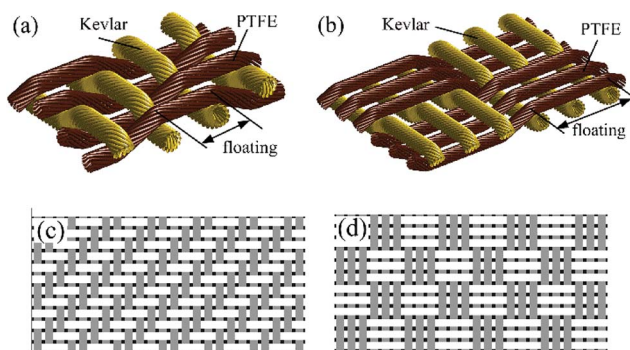 (a)
Kevlar
PTFE
floating
(b)
Kevlar
PTFE
floating
(c)
(d)